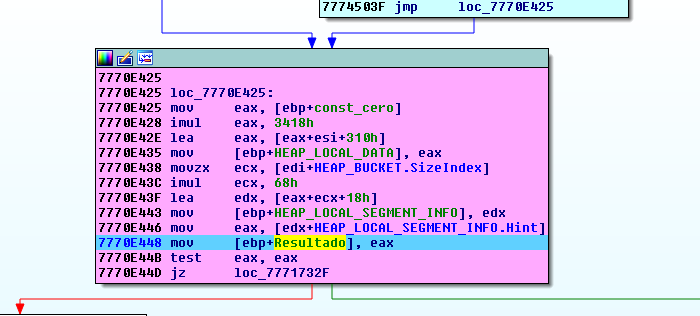 7774503F jmp loc_7770E425
7770E425
7770E425 loc_7770E425:
7770E425 mov eax, [ebp+const_cero]
7770E428 imul eax, 3418h
7770E42E lea eax, [eax+esi+310h]
7770E435 mov [ebp+HEAP_LOCAL_DATA], eax
7770E438 movzx ecx, [edi+HEAP_BUCKET.SizeIndex]
7770E43C imul ecx, 68h
7770E43F lea edx, [eax+ecx+18h]
7770E443 mov [ebp+HEAP_LOCAL_SEGMENT_INFO], edx
7770E446 mov eax, [edx+HEAP_LOCAL_SEGMENT_INFO.Hint]
7770E448 mov [ebp+Resultado], eax
7770E44B test eax, eax
7770E44D jz loc_7771732F